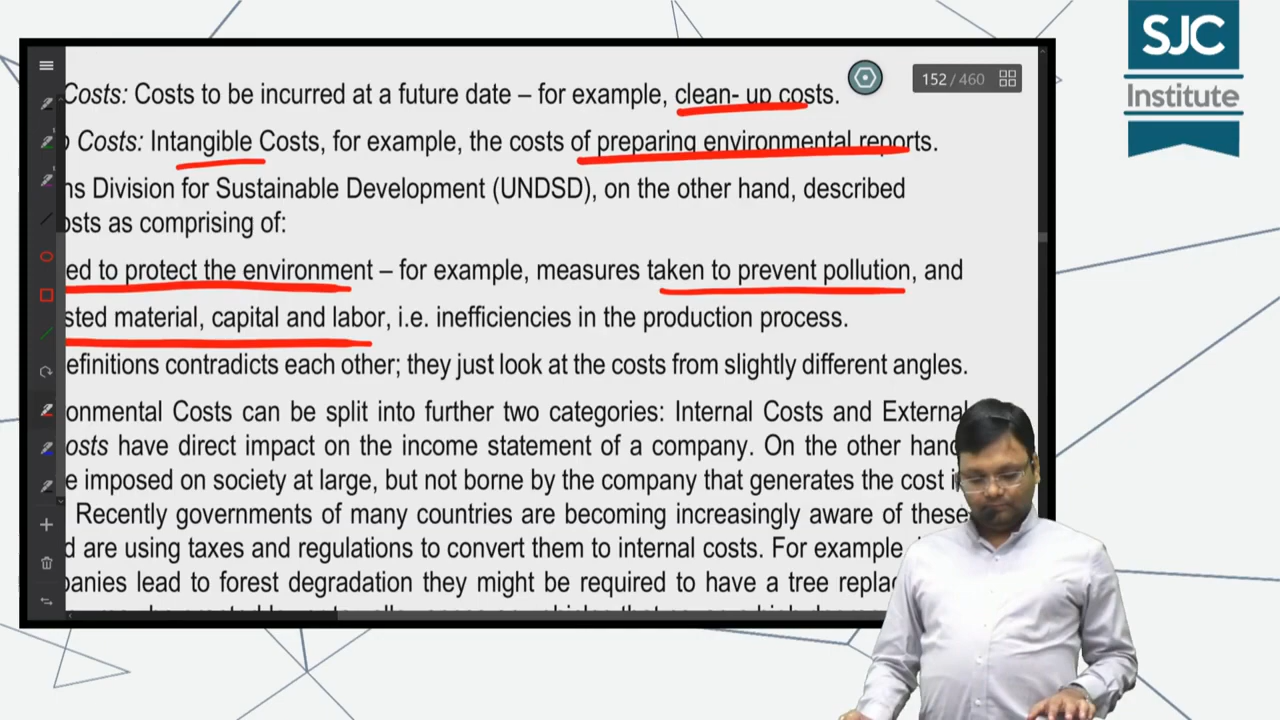 SJC
Institute
152 / 460
Costs: Costs to be incurred at a future date – for example, clean- up costs.
Costs: Intangible Costs, for example, the costs of preparing environmental reports.
ns Division for Sustainable Development (UNDSD), on the other hand, described
osts as comprising of:
ed to protect the environment – for example, measures taken to prevent pollution, and
sted material, capital and labor, i.e. inefficiencies in the production process.
efinitions contradicts each other; they just look at the costs from slightly different angles.
onmental Costs can be split into further two categories: Internal Costs and External
osts have direct impact on the income statement of a company. On the other hand
e imposed on society at large, but not borne by the company that generates the cost
Recently governments of many countries are becoming increasingly aware of these
d are using taxes and regulations to convert them to internal costs. For example,
panies lead to forest degradation they might be required to have a tree